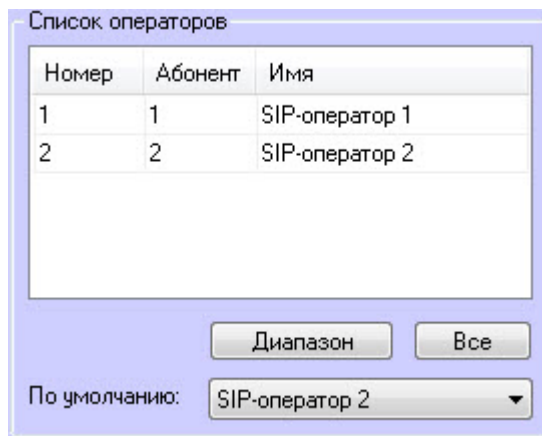 Список операторов
Номер Абонент Имя
1 1 SIP-оператор 1
2 2 SIP-оператор 2
Диапазон Все
По умолчанию: SIP-оператор 2